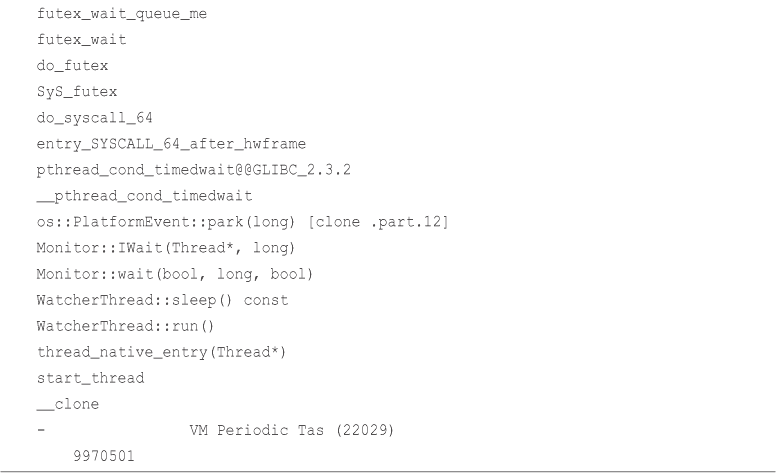 futex_wait_queue_me
futex_wait
do_futex
SyS_futex
do_syscall_64
entry_SYSCALL_64_after_hwframe
pthread_cond_timedwait@@GLIBC_2.3.2
__pthread_cond_timedwait
os::PlatformEvent::park(long) [clone .part.12]
Monitor::IWait(Thread*, long)
Monitor::wait(bool, long, bool)
WatcherThread::sleep() const
WatcherThread::run()
thread_native_entry(Thread*)
start_thread
__clone
- VM Periodic Tas (22029)
9970501